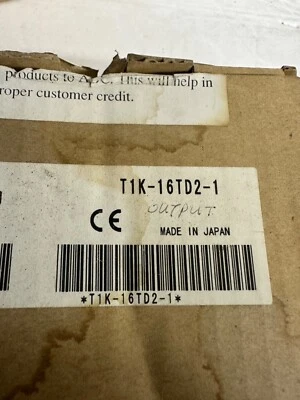 products to ADC. This will help in
roper customer credit.
T1K-16TD2-1
OUTPUT
CE
MADE IN JAPAN
*T1K-16TD2-1*